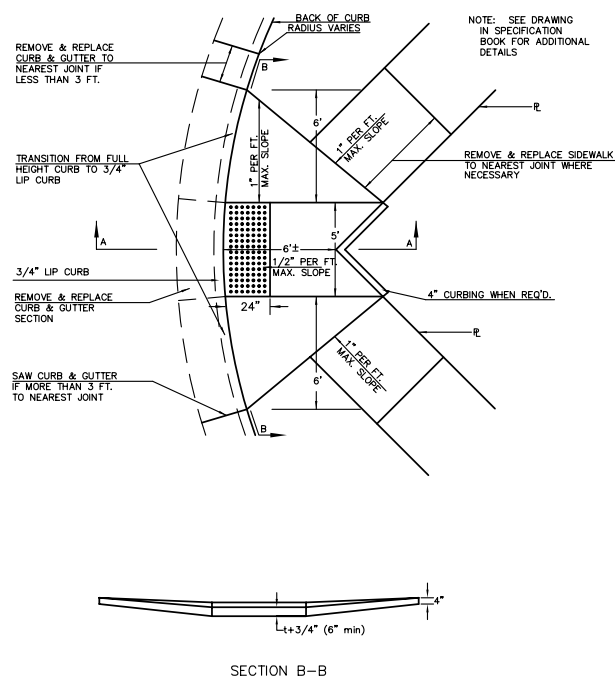 BACK OF CURB
RADIUS VARIES
NOTE: SEE DRAWING
IN SPECIFICATION
BOOK FOR ADDITIONAL
DETAILS
REMOVE & REPLACE
CURB & GUTTER TO
NEAREST JOINT IF
LESS THAN 3 FT.
B
6'
1" PER FT.
MAX. SLOPE
1" PER FT.
MAX. SLOPE
PL
REMOVE & REPLACE SIDEWALK
TO NEAREST JOINT WHERE
NECESSARY
TRANSITION FROM FULL
HEIGHT CURB TO 3/4"
LIP CURB
A
6'±
5'
A
1/2" PER FT.
MAX. SLOPE
3/4" LIP CURB
REMOVE & REPLACE
CURB & GUTTER
SECTION
24"
4" CURBING WHEN REQ'D.
PL
1" PER FT.
MAX. SLOPE
6'
SAW CURB & GUTTER
IF MORE THAN 3 FT.
TO NEAREST JOINT
B
4"
t+3/4" (6" min)
SECTION B-B